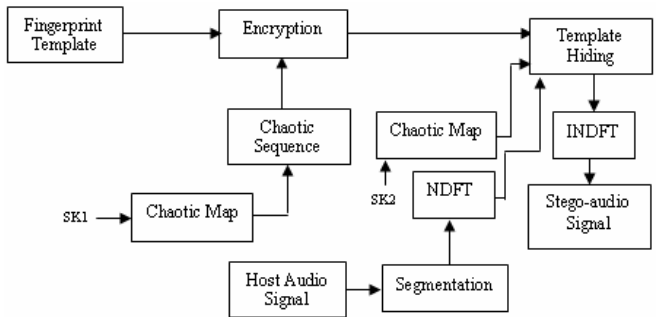 Fingerprint
Template
Encryption
Template
Hiding
Chaotic
Sequence
Chaotic Map
INDFT
SK2
NDFT
Stego-audio
Signal
SK1
Chaotic Map
Host Audio
Signal
Segmentation